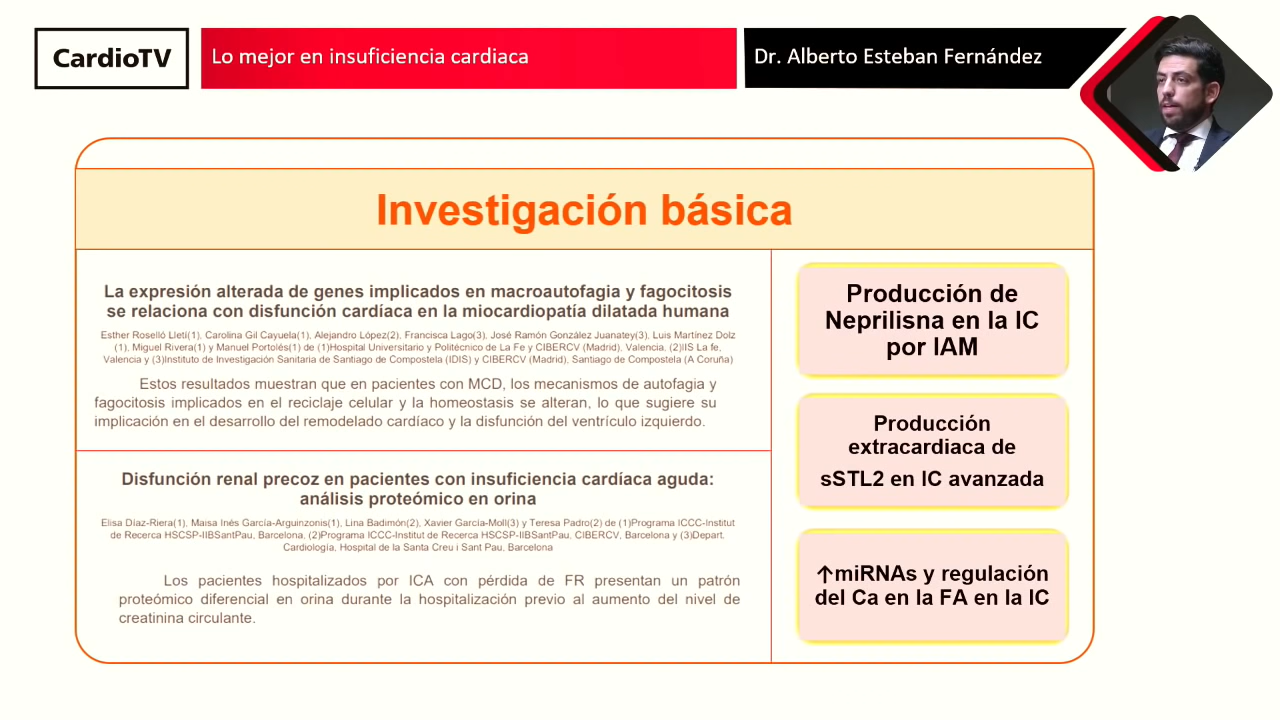 CardioTV
Lo mejor en insuficiencia cardiaca
Dr. Alberto Esteban Fernández
Investigación básica
La expresión alterada de genes implicados en macroautofagia y fagocitosis
se relaciona con disfunción cardíaca en la miocardiopatía dilatada humana
Esther Roselló Lletí(1), Carolina Gil Cayuela(1), Alejandro López(2), Francisca Lago(3), José Ramón González Juanatey(3), Luis Martínez Dolz
(1), Miguel Rivera(1) y Manuel Portolés(1) de (1)Hospital Universitario y Politécnico de La Fe y CIBERCV (Madrid), Valencia, (2)IIS La fe,
Valencia y (3)Instituto de Investigación Sanitaria de Santiago de Compostela (IDIS) y CIBERCV (Madrid), Santiago de Compostela (A Coruña)
Estos resultados muestran que en pacientes con MCD, los mecanismos de autofagia y
fagocitosis implicados en el reciclaje celular y la homeostasis se alteran, lo que sugiere su
implicación en el desarrollo del remodelado cardíaco y la disfunción del ventrículo izquierdo.
Disfunción renal precoz en pacientes con insuficiencia cardíaca aguda:
análisis proteómico en orina
Elisa Díaz-Riera(1), Maisa Inés García-Arguinzonis(1), Lina Badimón(2), Xavier García-Moll(3) y Teresa Padro(2) de (1)Programa ICCC-Institut
de Recerca HSCSP-IIBSantPau, Barcelona, (2)Programa ICCC-Institut de Recerca HSCSP-IIBSantPau, CIBERCV, Barcelona y (3)Depart.
Cardiología, Hospital de la Santa Creu i Sant Pau, Barcelona
Los pacientes hospitalizados por ICA con pérdida de FR presentan un patrón
proteómico diferencial en orina durante la hospitalización previo al aumento del nivel de
creatinina circulante.
Producción de
Neprilisna en la IC
por IAM
Producción
extracardiaca de
sSTL2 en IC avanzada
↑miRNAs y regulación
del Ca en la FA en la IC